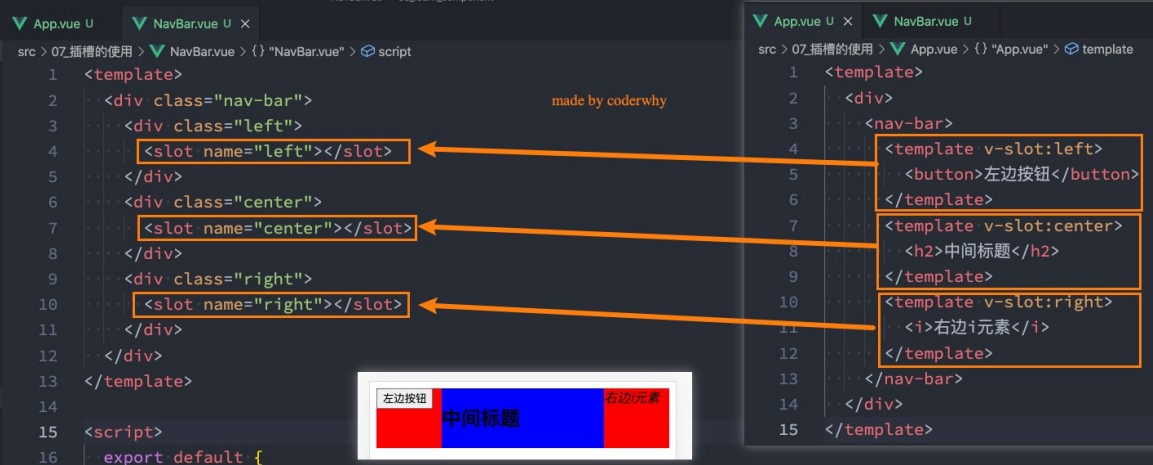 App.vue U
NavBar.vue U ×
src > 07_插槽的使用 > NavBar.vue > {} "NavBar.vue" > script
1 <template>
2 <div class="nav-bar">
3 <div class="left">
4 <slot name="left"></slot>
5 </div>
6 <div class="center">
7 <slot name="center"></slot>
8 </div>
9 <div class="right">
10 <slot name="right"></slot>
11 </div>
12 </div>
13 </template>
14
15 <script>
16 export default {
made by coderwhy
左边按钮
中间标题
右边i元素
App.vue U ×
NavBar.vue U
src > 07_插槽的使用 > App.vue > {} "App.vue" > template
1 <template>
2 <div>
3 <nav-bar>
4 <template v-slot:left>
5 <button>左边按钮</button>
6 </template>
7 <template v-slot:center>
8 <h2>中间标题</h2>
9 </template>
10 <template v-slot:right>
11 <i>右边i元素</i>
12 </template>
13 </nav-bar>
14 </div>
15 </template>